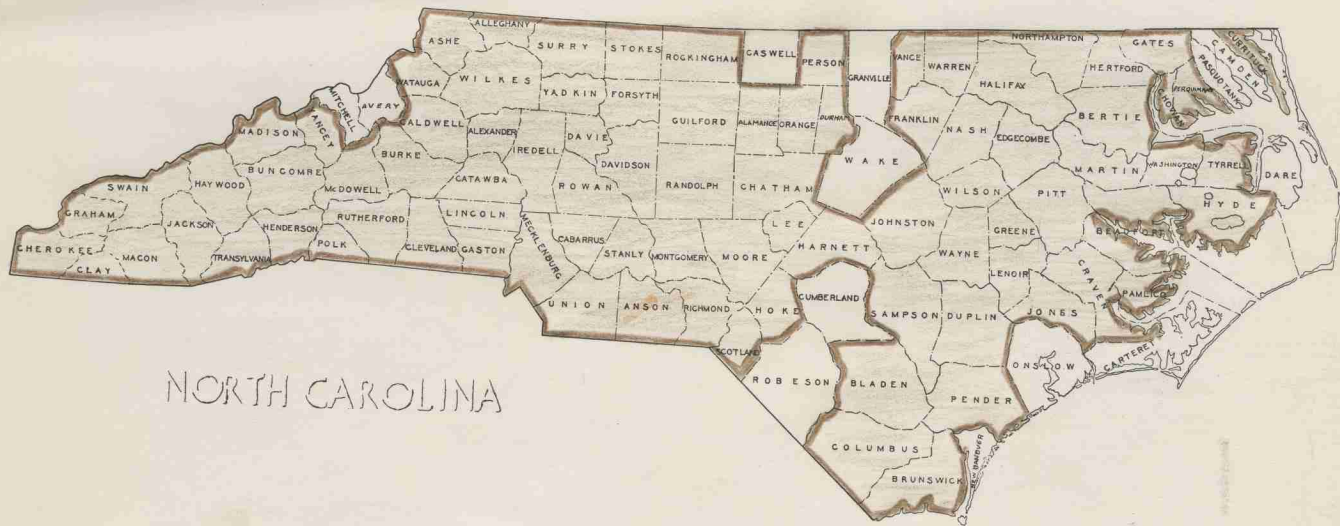 ALLEGHANY
ASHE
SURRY
STOKES
ROCKINGHAM
CASWELL
PERSON
GRANVILLE
VANCE
WARREN
NORTHAMPTON
GATES
HERTFORD
HALIFAX
CURRITUCK
CAMDEN
PASQUOTANK
PERQUIMANS
CHOWAN
WATAUGA
WILKES
YADKIN
FORSYTH
GUILFORD
ALAMANCE
ORANGE
DURHAM
FRANKLIN
NASH
EDGECOMBE
BERTIE
MITCHELL
AVERY
YANCEY
MADISON
CALDWELL
ALEXANDER
IREDELL
DAVIE
DAVIDSON
WAKE
MARTIN
WASHINGTON
TYRRELL
DARE
SWAIN
HAYWOOD
BUNCOMRE
McDOWELL
BURKE
CATAWBA
ROWAN
RANDOLPH
CHATHAM
WILSON
PITT
HYDE
GRAHAM
JACKSON
HENDERSON
RUTHERFORD
LINCOLN
MECKLENBURG
CABARRUS
LEE
JOHNSTON
GREENE
BEAUFORT
CHEROKEE
MACON
CLAY
TRANSYLVANIA
POLK
CLEVELAND
GASTON
STANLY
MONTGOMERY
MOORE
HARNETT
WAYNE
LENOIR
CRAVEN
PAMLICO
UNION
ANSON
RICHMOND
HOKE
CUMBERLAND
SAMPSON
DUPLIN
JONES
CARTERET
SCOTLAND
ROBESON
BLADEN
PENDER
ONSLOW
COLUMBUS
BRUNSWICK
NEW HANOVER
NORTH CAROLINA